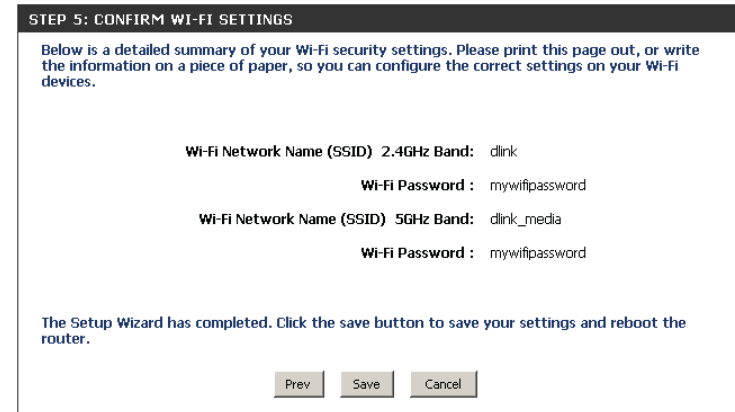 STEP 5: CONFIRM WI-FI SETTINGS
Below is a detailed summary of your Wi-Fi security settings. Please print this page out, or write
the information on a piece of paper, so you can configure the correct settings on your Wi-Fi
devices.
Wi-Fi Network Name (SSID) 2.4GHz Band: dlink
Wi-Fi Password : mywifipassword
Wi-Fi Network Name (SSID) 5GHz Band: dlink_media
Wi-Fi Password : mywifipassword
The Setup Wizard has completed. Click the save button to save your settings and reboot the
router.
Prev Save Cancel